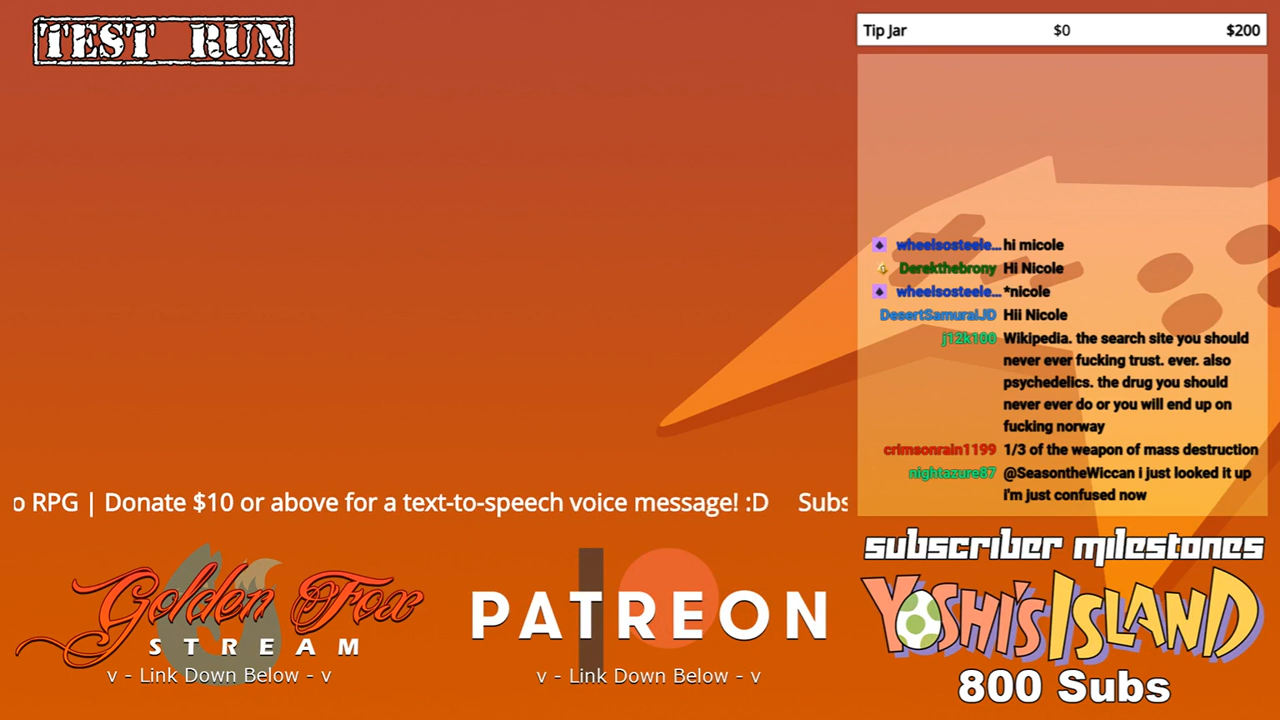 TEST RUN
Tip Jar $0 $200
wheelsosteele... hi micole
Derekthebrony Hi Nicole
wheelsosteele... *nicole
DesertSamuraiJD Hii Nicole
j12k100 Wikipedia. the search site you should
never ever fucking trust. ever. also
psychedelics. the drug you should
never ever do or you will end up on
fucking norway
crimsonrain1199 1/3 of the weapon of mass destruction
nightazure87 @SeasontheWiccan i just looked it up
i'm just confused now
o RPG | Donate $10 or above for a text-to-speech voice message! :D Subs
Golden Fox
STREAM
v - Link Down Below - v
PATREON
v - Link Down Below - v
subscriber milestones
YOSHI'S ISLAND
800 Subs